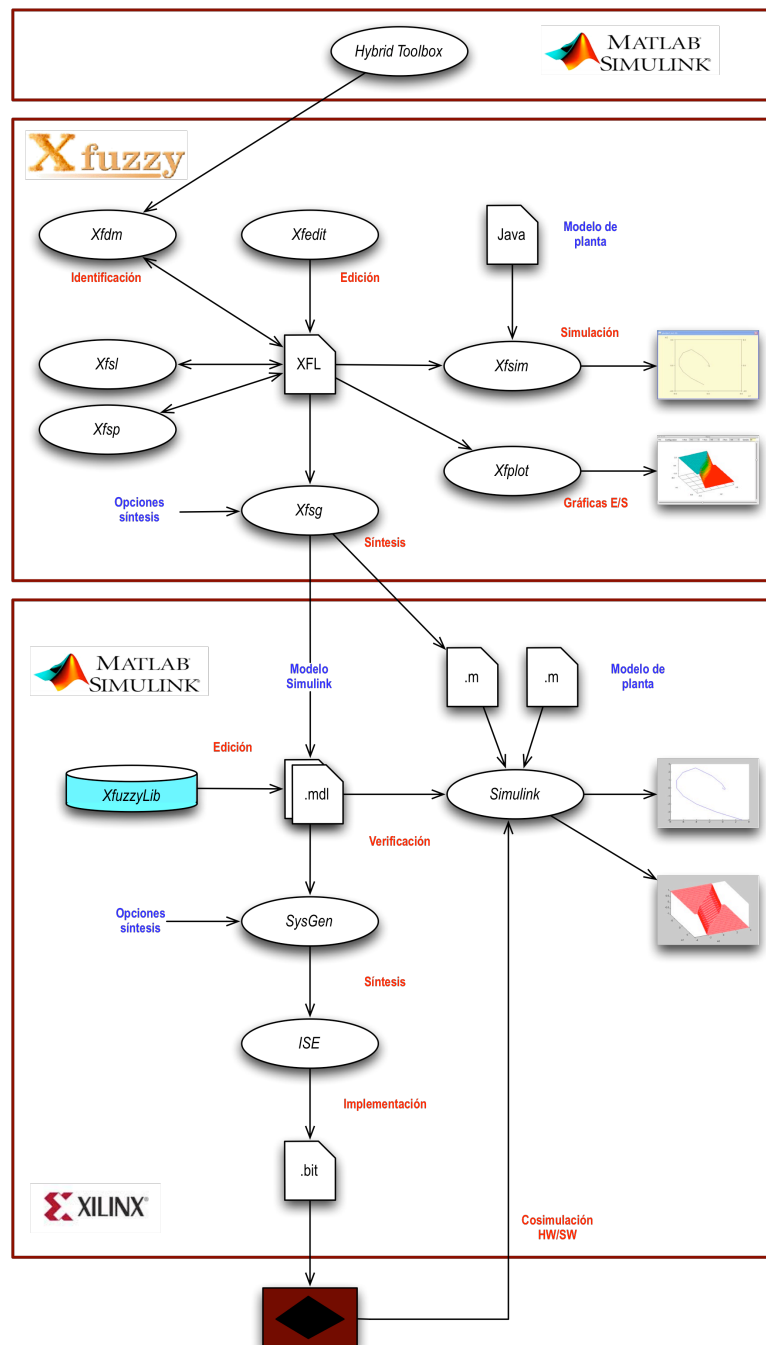 Hybrid Toolbox
MATLAB®
SIMULINK®
Xfuzzy
Xfdm
Xfedit
Java
Modelo de
planta
Identificación
Edición
Simulación
Xfsl
XFL
Xfsim
Xfsp
Xfplot
Opciones
síntesis
Xfsg
Gráficas E/S
Síntesis
MATLAB®
SIMULINK®
Modelo
Simulink
.m
.m
Modelo de
planta
Edición
XfuzzyLib
.mdl
Simulink
Verificación
Opciones
síntesis
SysGen
Síntesis
ISE
Implementación
.bit
XILINX®
Cosimulación
HW/SW